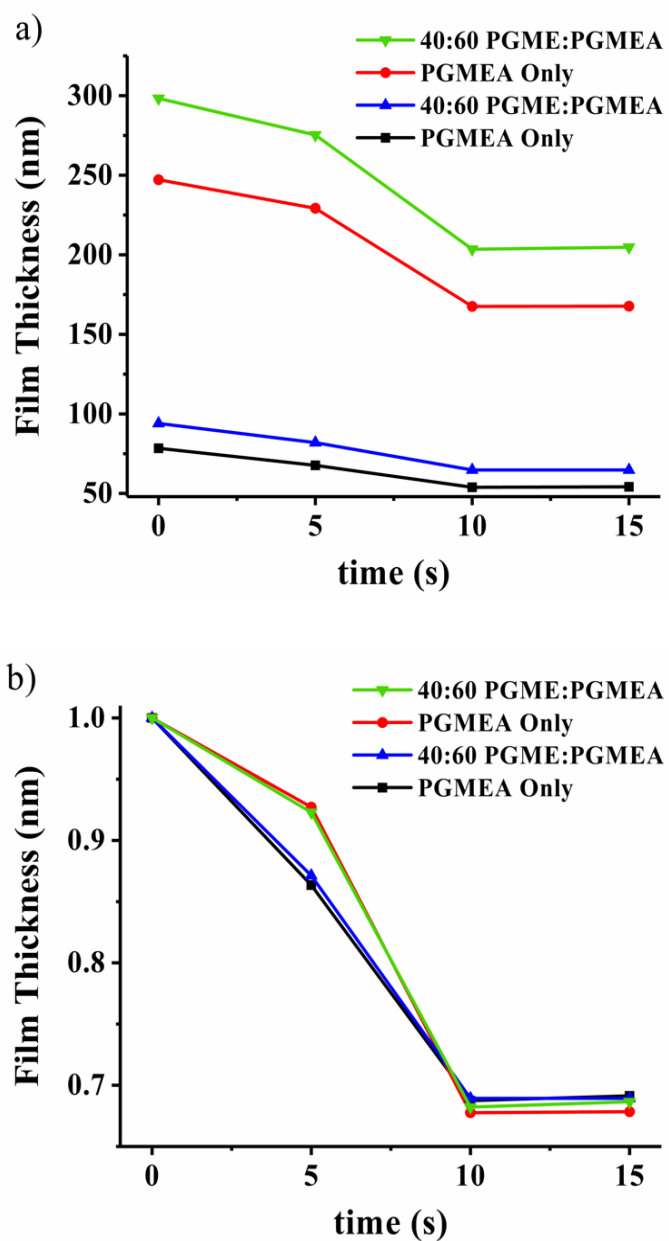 a)
40:60 PGME:PGMEA
PGMEA Only
40:60 PGME:PGMEA
PGMEA Only
300
250
200
150
100
50
Film Thickness (nm)
0 5 10 15
time (s)
b)
40:60 PGME:PGMEA
PGMEA Only
40:60 PGME:PGMEA
PGMEA Only
1.0
0.9
0.8
0.7
Film Thickness (nm)
0 5 10 15
time (s)